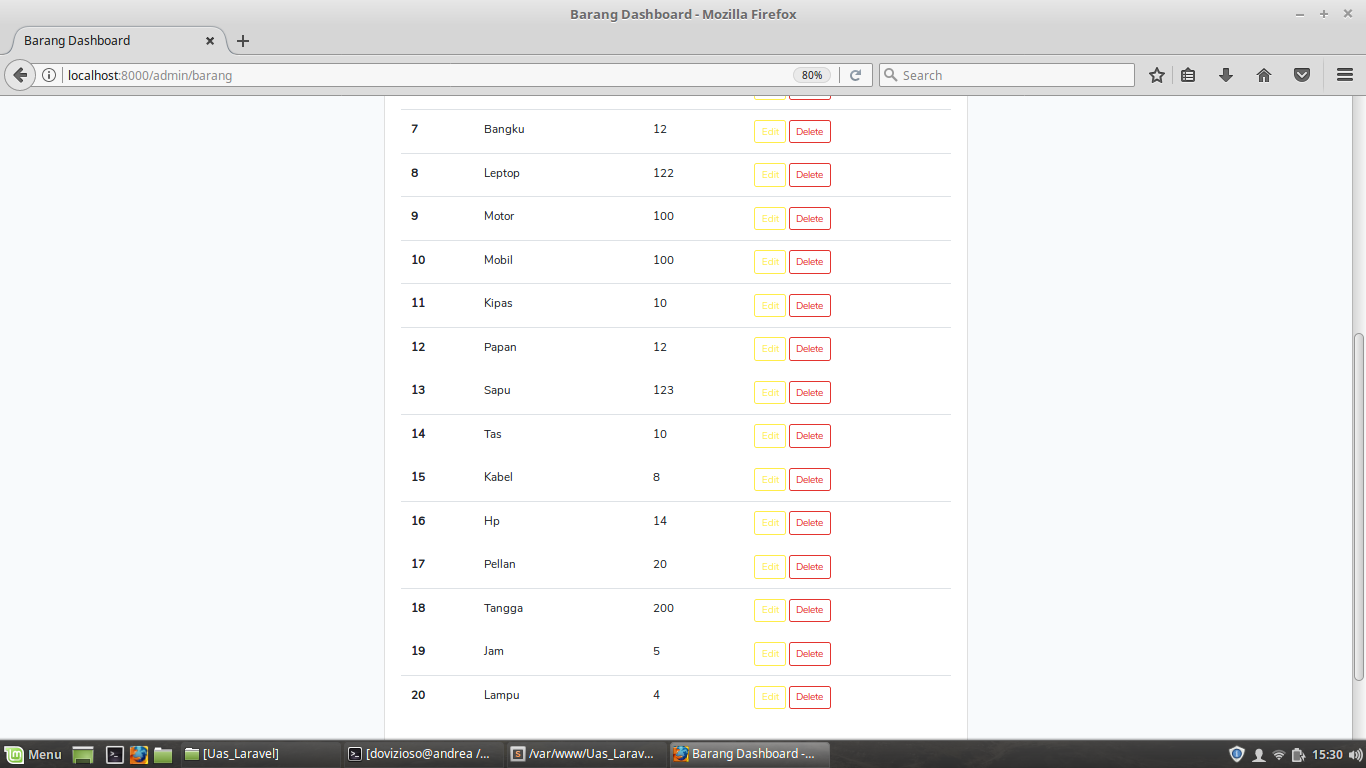 Barang Dashboard - Mozilla Firefox
Barang Dashboard
localhost:8000/admin/barang 80% Search
7 Bangku 12 Edit Delete
8 Leptop 122 Edit Delete
9 Motor 100 Edit Delete
10 Mobil 100 Edit Delete
11 Kipas 10 Edit Delete
12 Papan 12 Edit Delete
13 Sapu 123 Edit Delete
14 Tas 10 Edit Delete
15 Kabel 8 Edit Delete
16 Hp 14 Edit Delete
17 Pellan 20 Edit Delete
18 Tangga 200 Edit Delete
19 Jam 5 Edit Delete
20 Lampu 4 Edit Delete
Menu [Uas_Laravel] [dovizioso@andrea /... /var/www/Uas_Larav... Barang Dashboard -... 15:30